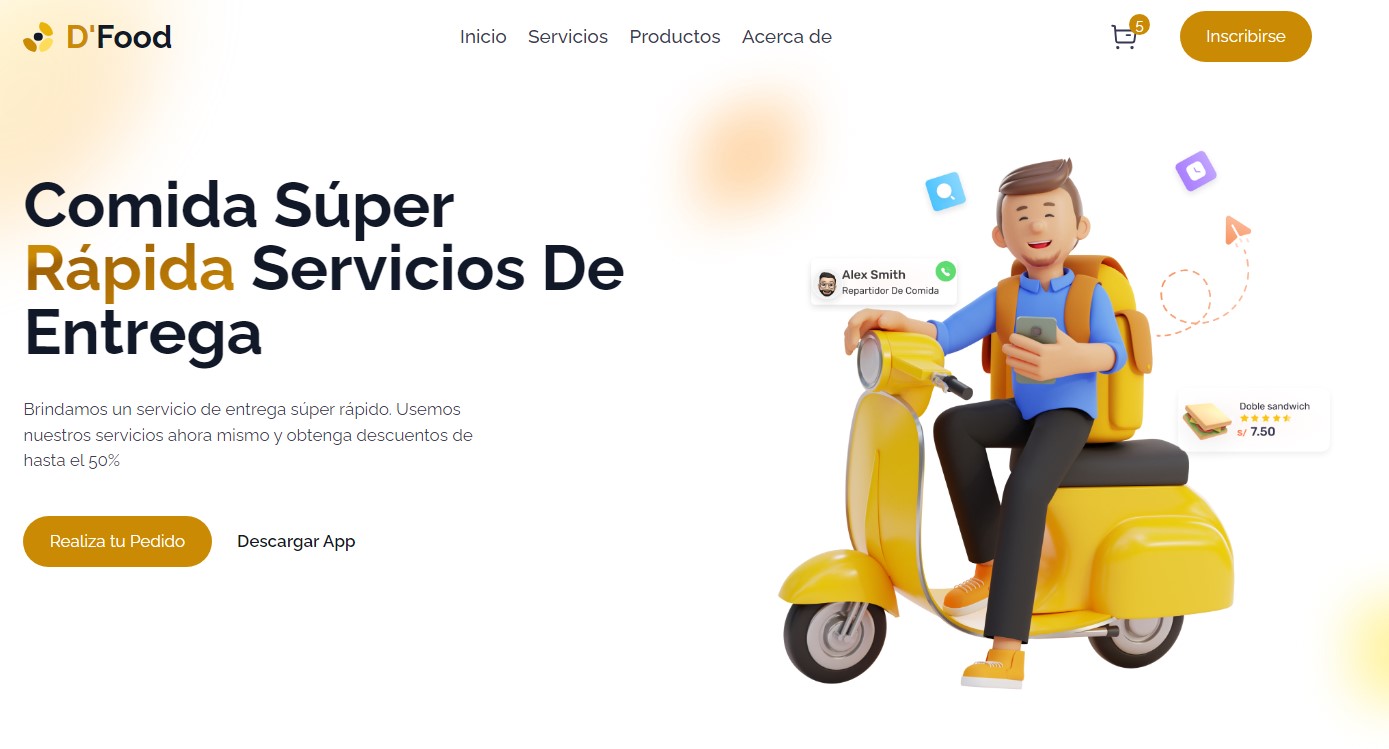 D'Food
Inicio Servicios Productos Acerca de
5
Inscribirse
Comida Súper
Rápida Servicios De
Entrega
Brindamos un servicio de entrega súper rápido. Usemos
nuestros servicios ahora mismo y obtenga descuentos de
hasta el 50%
Realiza tu Pedido
Descargar App
Alex Smith
Repartidor De Comida
Doble sandwich
s/ 7.50